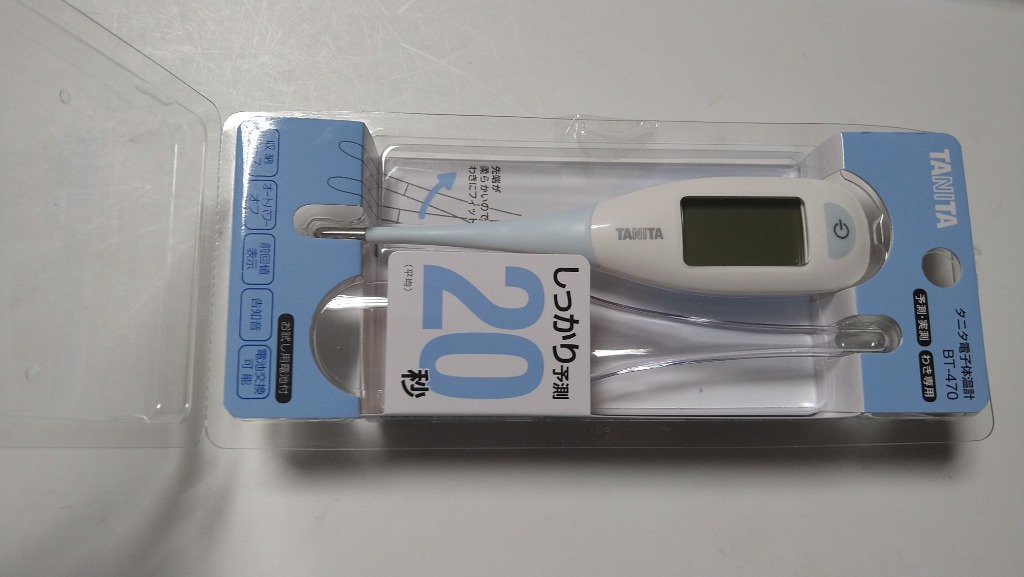 TANITA
タニタ電子体温計
BT-470
予測・実測
わき専用
TANITA
先端が
柔らかいので、
わきにフィット
しっかり予測
20秒
(平均)
収納
オートパワー
オフ
前回値
表示
告知音
電池交換
可能
お試し用電池付